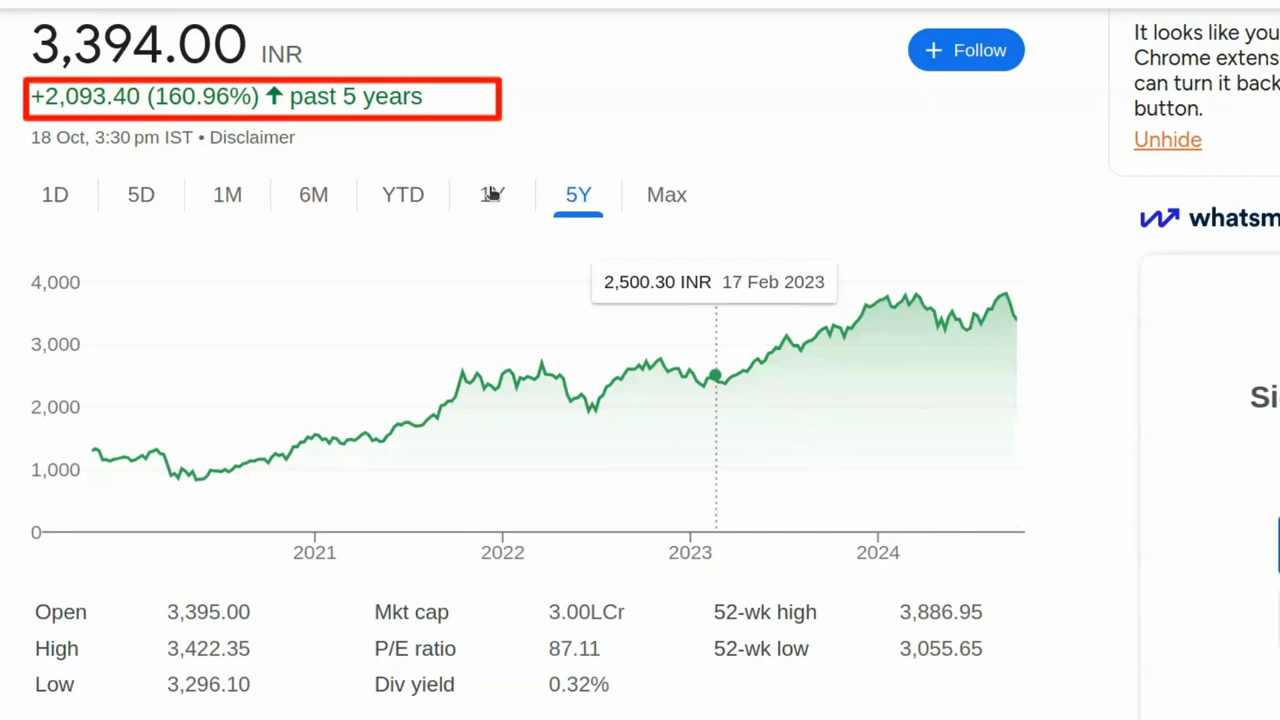 3,394.00 INR
+ Follow
+2,093.40 (160.96%) ↑ past 5 years
18 Oct, 3:30 pm IST • Disclaimer
1D 5D 1M 6M YTD 1Y 5Y Max
It looks like you
Chrome extens
can turn it back
button.
Unhide
whatsm
4,000
3,000
2,000
1,000
0
2,500.30 INR 17 Feb 2023
2021 2022 2023 2024
Si
Open 3,395.00 Mkt cap 3.00LCr 52-wk high 3,886.95
High 3,422.35 P/E ratio 87.11 52-wk low 3,055.65
Low 3,296.10 Div yield 0.32%